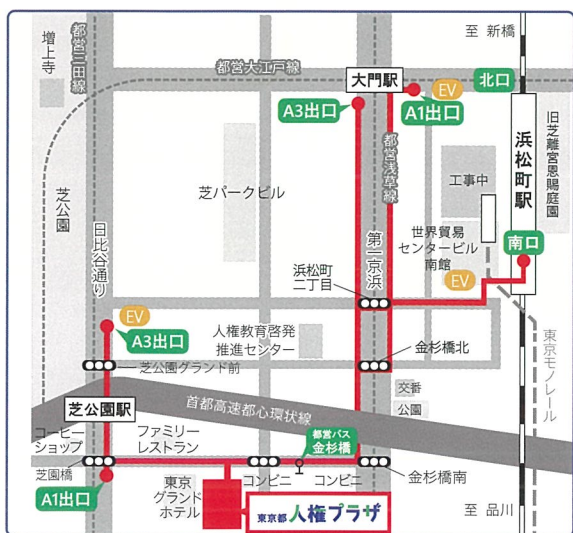 至 新橋
増上寺
都営三田線
都営大江戸線
大門駅
EV
北口
A3出口
A1出口
浜松町駅
旧芝離宮恩賜庭園
都営浅草線
芝パークビル
工事中
芝公園
日比谷通り
第一京浜
世界貿易
センタービル
南館
南口
浜松町
二丁目
EV
EV
A3出口
人権教育啓発
推進センター
金杉橋北
東京モノレール
芝公園グランド前
交番
公園
首都高速都心環状線
芝公園駅
コーヒー
ショップ
ファミリー
レストラン
都営バス
金杉橋
芝園橋
コンビニ
コンビニ
金杉橋南
A1出口
東京
グランド
ホテル
東京都 人権プラザ
至 品川